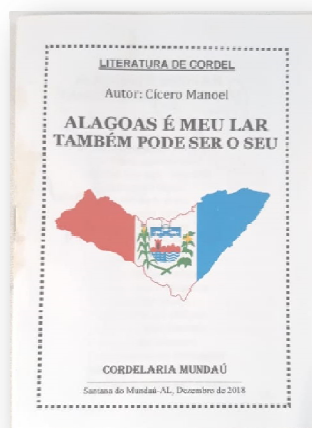 LITERATURA DE CORDEL
Autor: Cícero Manoel
ALAGOAS É MEU LAR
TAMBÉM PODE SER O SEU
CORDELARIA MUNDAÚ
Santana do Mundaú-AL, Dezembro de 2018